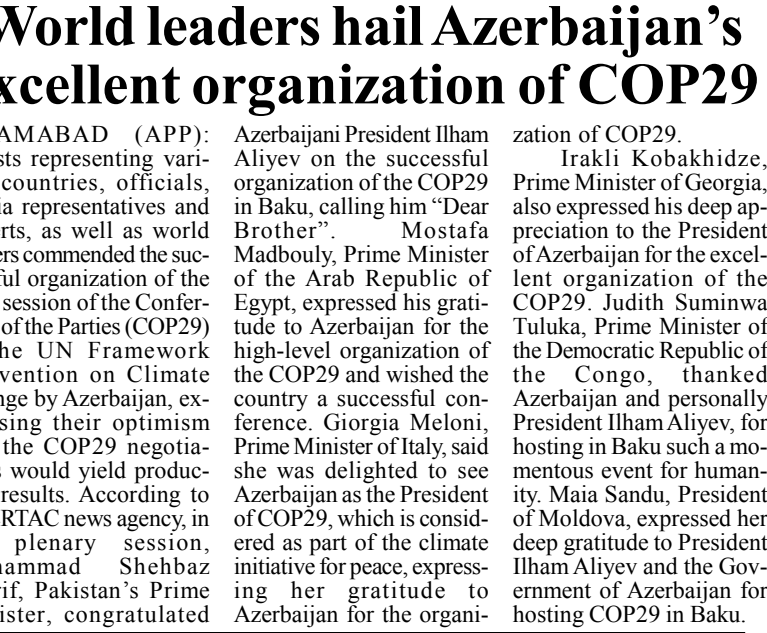 World leaders hail Azerbaijan's
xcellent organization of COP29
AMABAD (APP):
sts representing vari-
countries, officials,
ia representatives and
rts, as well as world
ers commended the suc-
ful organization of the
session of the Confer-
of the Parties (COP29)
he UN Framework
vention on Climate
nge by Azerbaijan, ex-
sing their optimism
the COP29 negotia-
s would yield produc-
results. According to
RTAC news agency, in
plenary session,
hammad Shehbaz
rif, Pakistan's Prime
ister, congratulated
Azerbaijani President Ilham
Aliyev on the successful
organization of the COP29
in Baku, calling him “Dear
Brother”. Mostafa
Madbouly, Prime Minister
of the Arab Republic of
Egypt, expressed his grati-
tude to Azerbaijan for the
high-level organization of
the COP29 and wished the
country a successful con-
ference. Giorgia Meloni,
Prime Minister of Italy, said
she was delighted to see
Azerbaijan as the President
of COP29, which is consid-
ered as part of the climate
initiative for peace, express-
ing her gratitude to
Azerbaijan for the organi-
zation of COP29.
Irakli Kobakhidze,
Prime Minister of Georgia,
also expressed his deep ap-
preciation to the President
of Azerbaijan for the excel-
lent organization of the
COP29. Judith Suminwa
Tuluka, Prime Minister of
the Democratic Republic of
the Congo, thanked
Azerbaijan and personally
President Ilham Aliyev, for
hosting in Baku such a mo-
mentous event for human-
ity. Maia Sandu, President
of Moldova, expressed her
deep gratitude to President
Ilham Aliyev and the Gov-
ernment of Azerbaijan for
hosting COP29 in Baku.